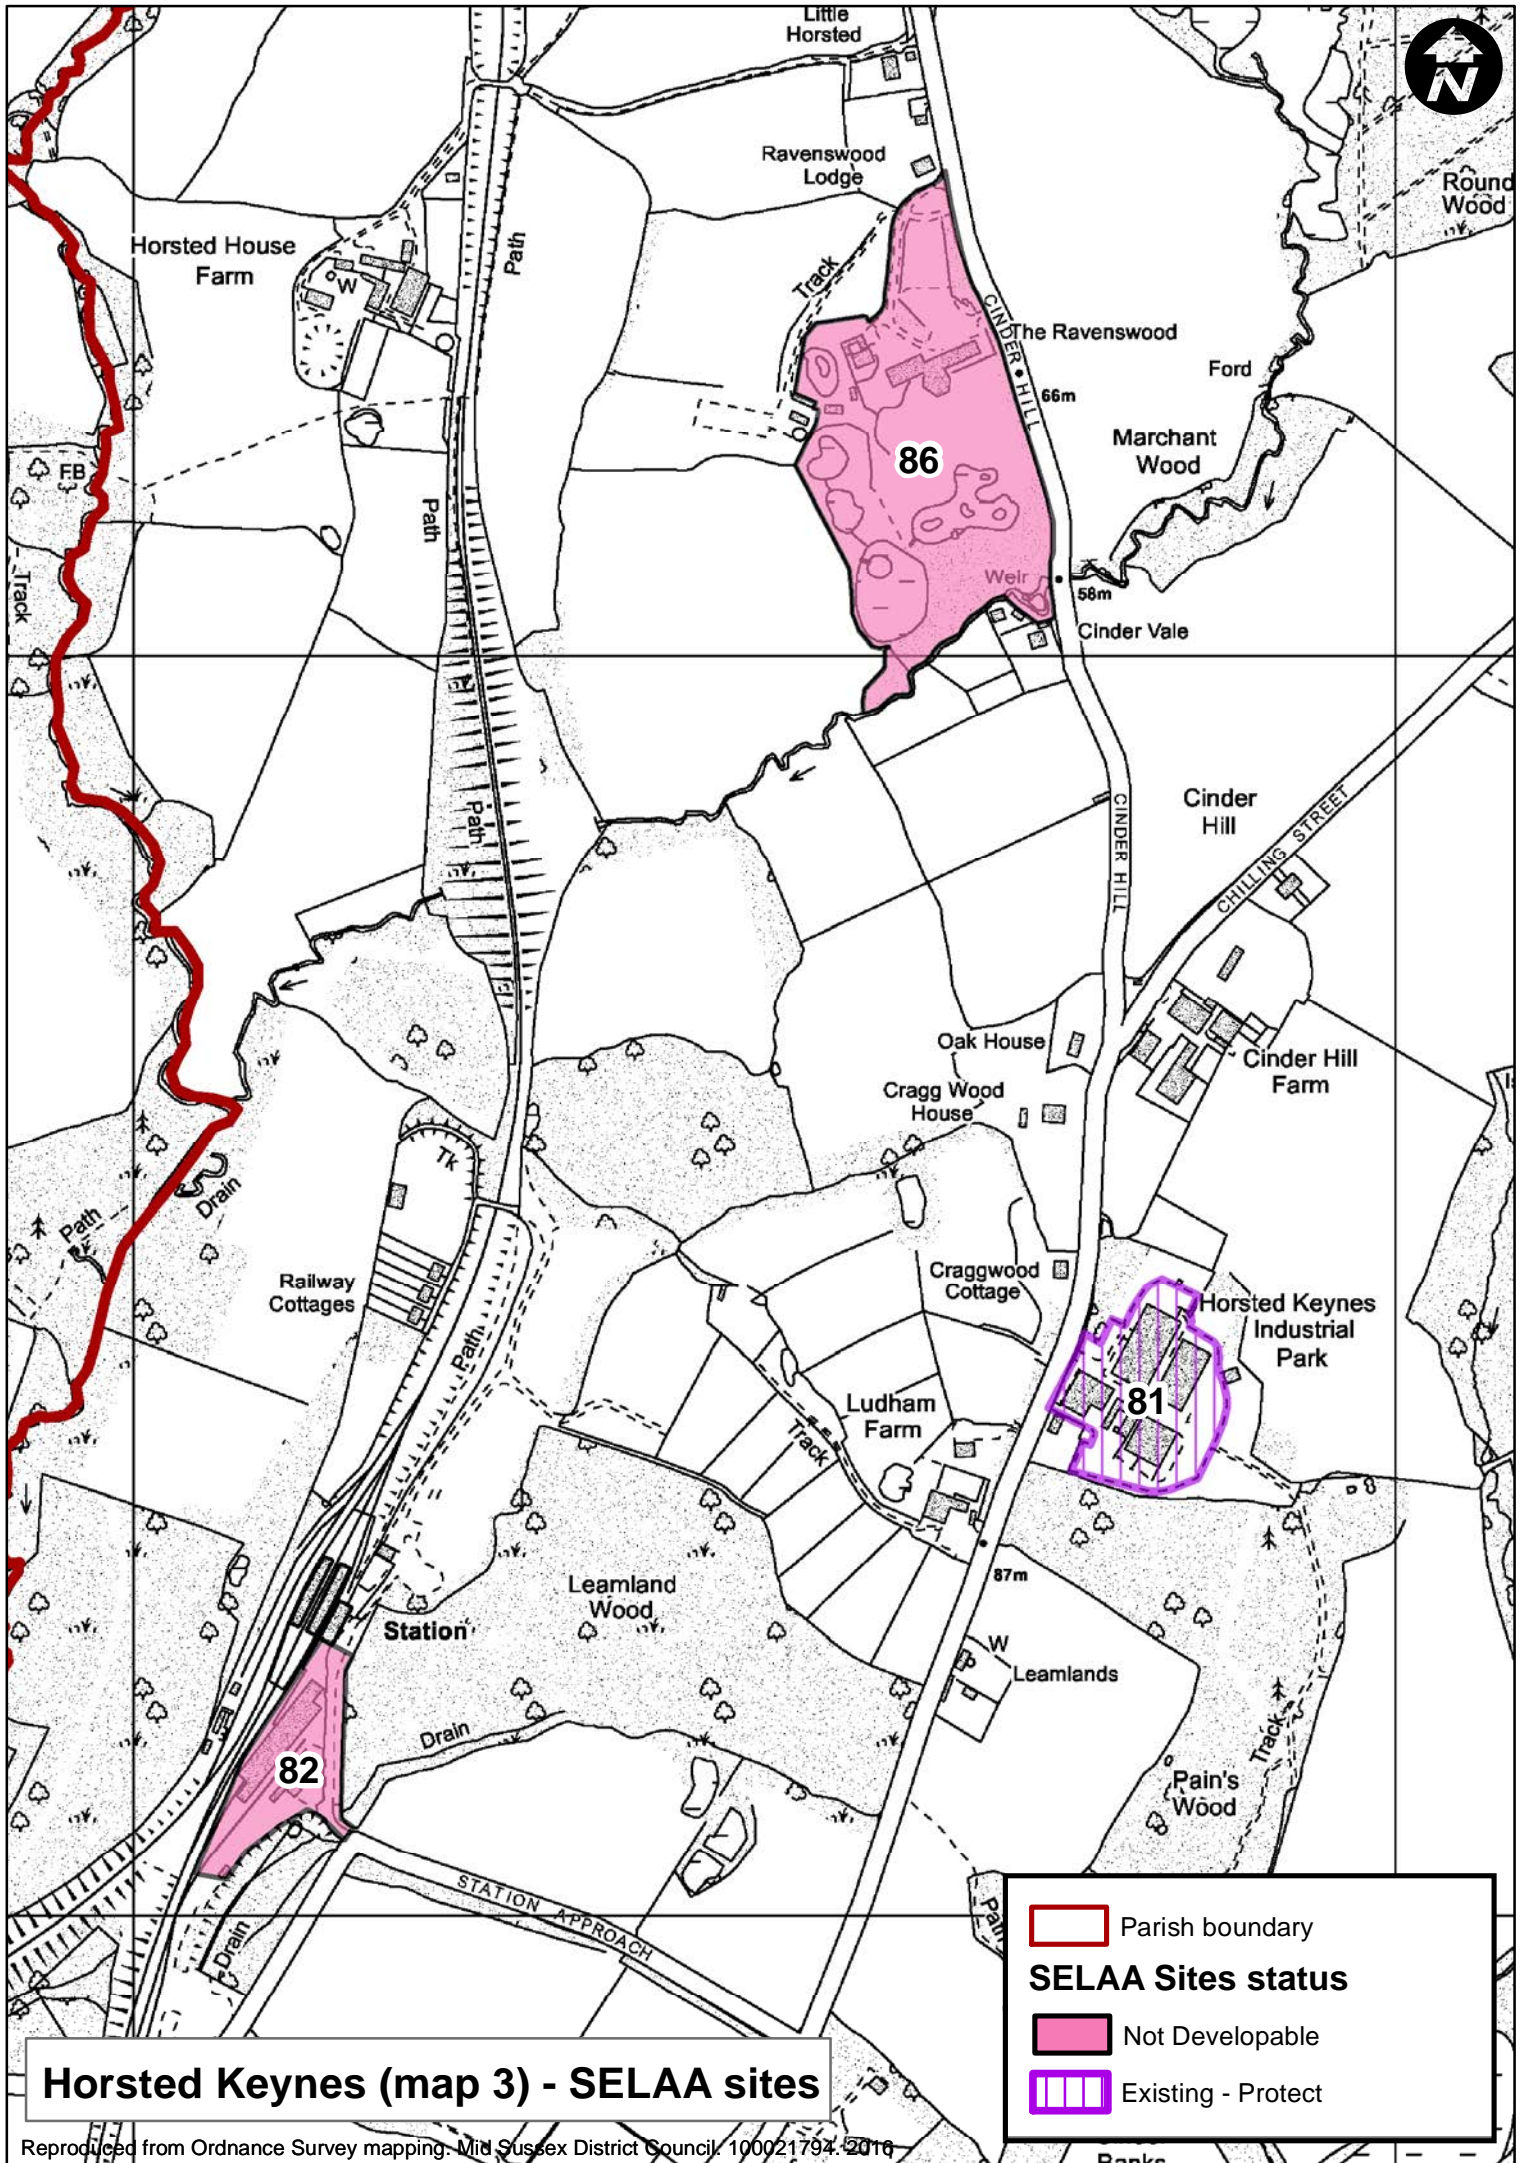 Little
Horsted
N
Ravenswood
Lodge
Round
Wood
Horsted House
Farm
W
Path
Track
CINDER HILL
The Ravenswood
66m
Ford
Marchant
Wood
86
FB
Path
Track
Weir
58m
Cinder Vale
Path
Cinder
Hill
CINDER HILL
CHILLING STREET
Oak House
Cinder Hill
Farm
Cragg Wood
House
Tk
Drain
Path
Railway
Cottages
Craggwood
Cottage
Horsted Keynes
Industrial
Park
Path
81
Ludham
Farm
Track
87m
Leamland
Wood
Station
W
Leamlands
Drain
Track
82
Pain's
Wood
STATION APPROACH
Drain
Parish boundary
SELAA Sites status
Not Developable
Existing - Protect
Horsted Keynes (map 3) - SELAA sites
Reproduced from Ordnance Survey mapping. Mid Sussex District Council. 100021794. 2016